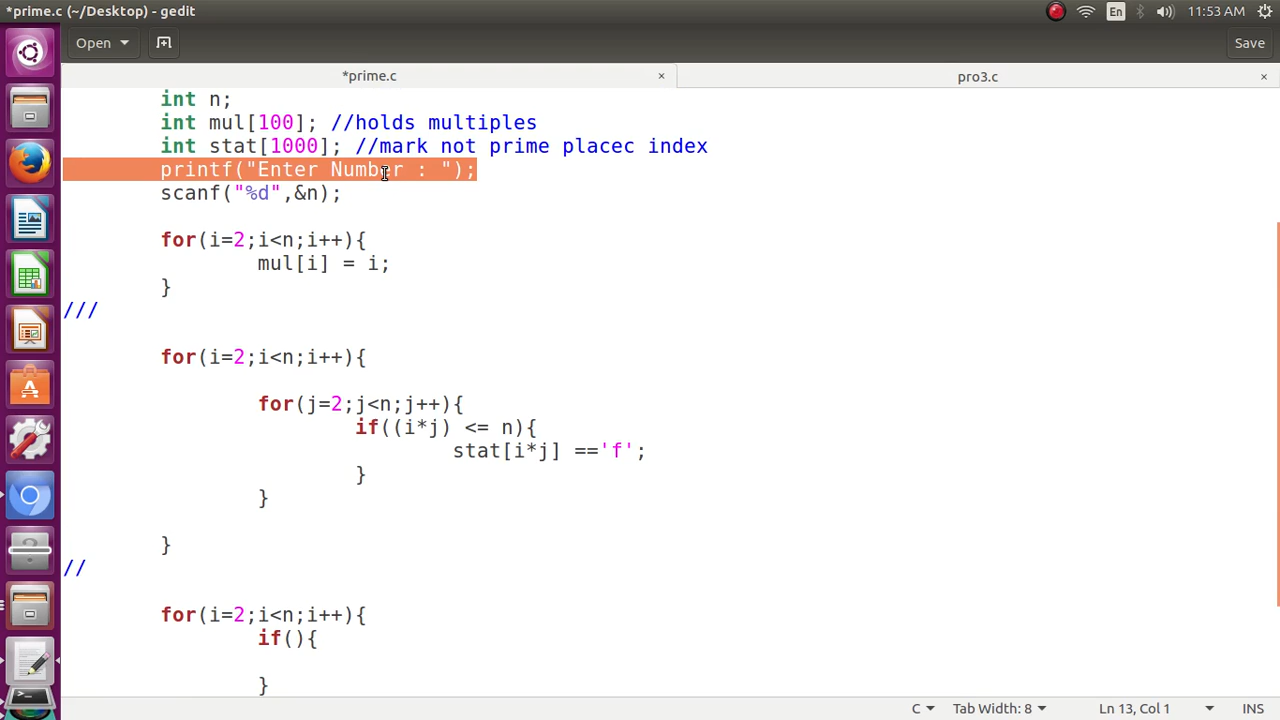 *prime.c (~/Desktop) - gedit
En
11:53 AM
Open
Save
*prime.c
×
pro3.c
×
int n;
int mul[100]; //holds multiples
int stat[1000]; //mark not prime placec index
printf("Enter Number : ");
scanf("%d",&n);
for(i=2;i<n;i++){
mul[i] = i;
}
///
for(i=2;i<n;i++){
for(j=2;j<n;j++){
if((i*j) <= n){
stat[i*j] =='f';
}
}
}
//
for(i=2;i<n;i++){
if(){
}
C
Tab Width: 8
Ln 13, Col 1
INS